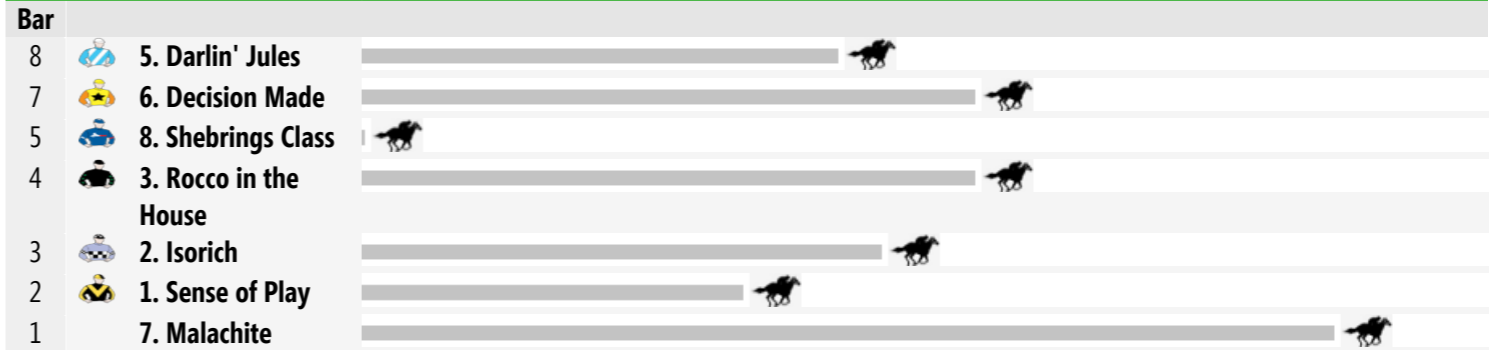 Bar
8 5. Darlin' Jules
7 6. Decision Made
5 8. Shebrings Class
4 3. Rocco in the
House
3 2. Isorich
2 1. Sense of Play
1 7. Malachite